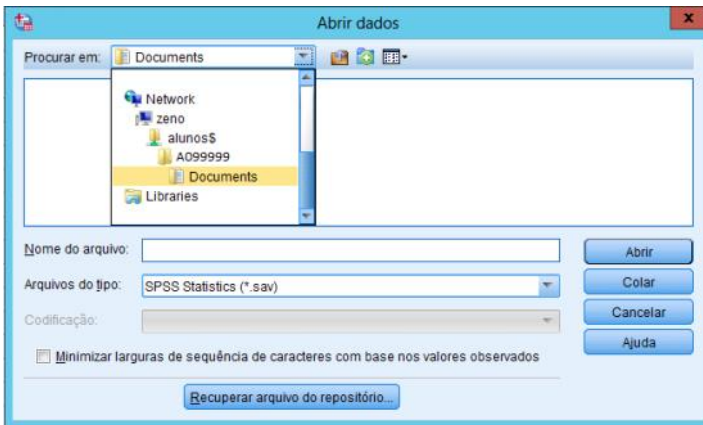 Abrir dados
x
Procurar em: Documents
Network
zeno
alunos$
A099999
Documents
Libraries
Nome do arquivo:
Abrir
Arquivos do tipo: SPSS Statistics (*.sav)
Colar
Codificação:
Cancelar
Ajuda
Minimizar larguras de sequência de caracteres com base nos valores observados
Recuperar arquivo do repositório...